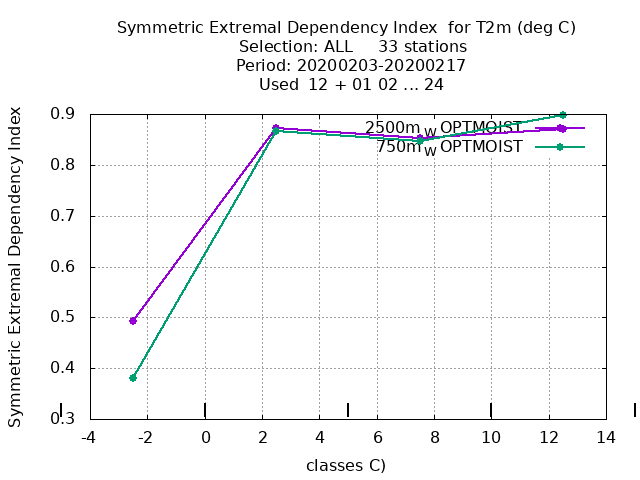 Symmetric Extremal Dependency Index for T2m (deg C)
Selection: ALL 33 stations
Period: 20200203-20200217
Used 12 + 01 02 ... 24
Symmetric Extremal Dependency Index
0.9
0.8
0.7
0.6
0.5
0.4
0.3
2500m_W OPTMOIST
750m_W OPTMOIST
-4 -2 0 2 4 6 8 10 12 14
classes C)